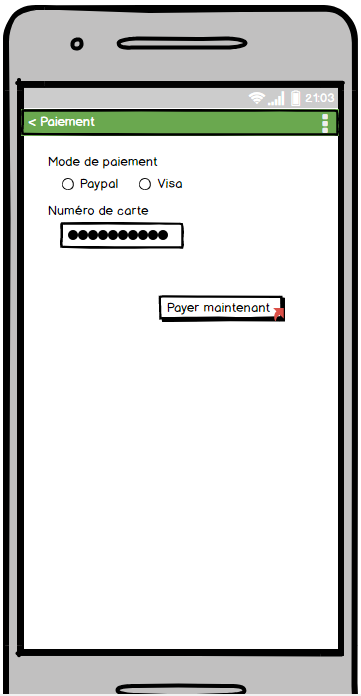 21:03
< Paiement
Mode de paiement
Paypal Visa
Numéro de carte
●●●●●●●●●●
Payer maintenant